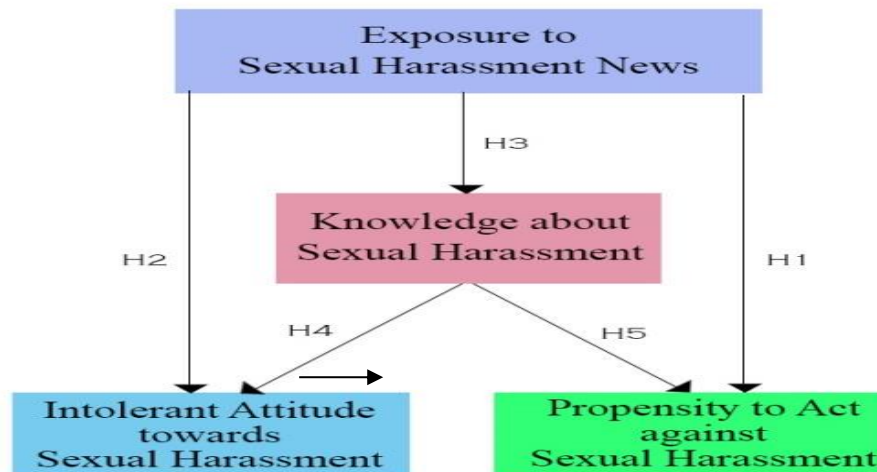 Exposure to
Sexual Harassment News
H3
Knowledge about
Sexual Harassment
H2
H1
H4
H5
Intolerant Attitude
towards
Sexual Harassment
Propensity to Act
against
Sexual Harassment